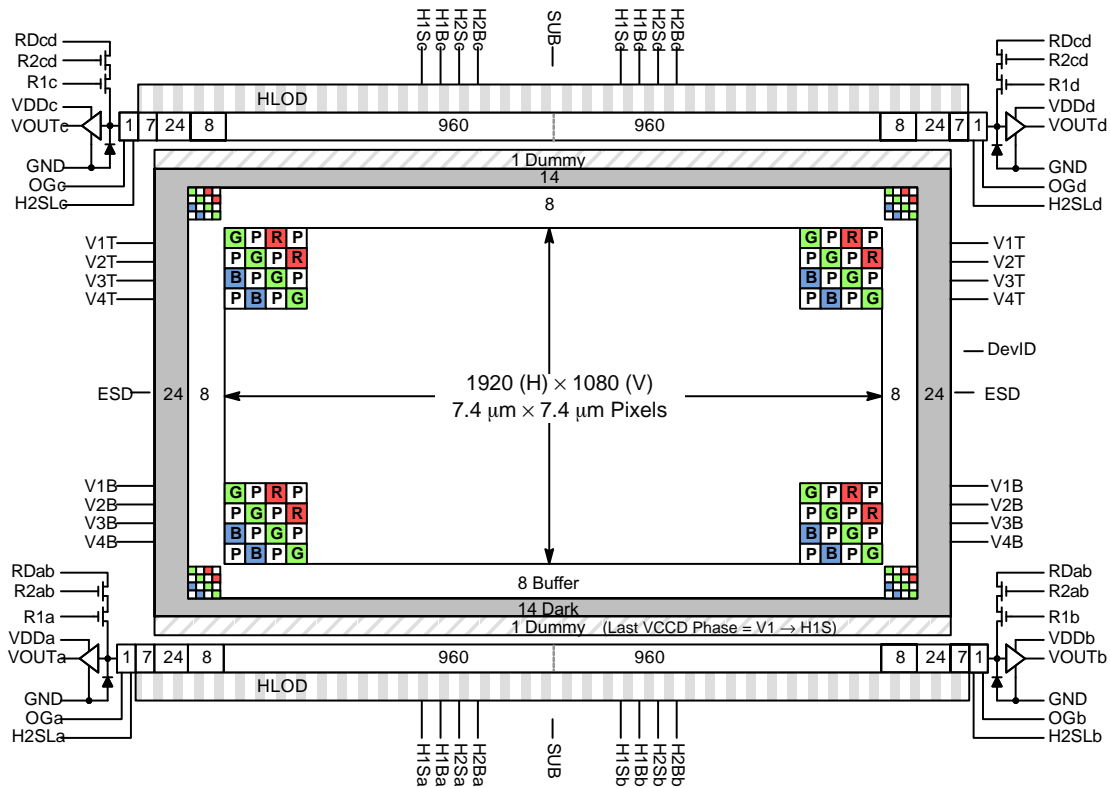 H1Sc
H1Bc
H2Sc
H2Bc
SUB
H1Sd
H1Bd
H2Sd
H2Bd
RDcd
R2cd
R1c
VDDc
VOUTc
GND
OGc
H2SLc
RDcd
R2cd
R1d
VDDd
VOUTd
GND
OGd
H2SLd
HLOD
1 7 24 8 960 960 8 24 7 1
1 Dummy
14
8
V1T
V2T
V3T
V4T
G P R P
P G P R
B P G P
P B P G
G P R P
P G P R
B P G P
P B P G
V1T
V2T
V3T
V4T
DevID
ESD
24 8
1920 (H) × 1080 (V)
7.4 μm × 7.4 μm Pixels
8 24
ESD
V1B
V2B
V3B
V4B
G P R P
P G P R
B P G P
P B P G
G P R P
P G P R
B P G P
P B P G
V1B
V2B
V3B
V4B
8 Buffer
14 Dark
1 Dummy (Last VCCD Phase = V1 → H1S)
RDab
R2ab
R1a
VDDa
VOUTa
GND
OGa
H2SLa
RDab
R2ab
R1b
VDDb
VOUTb
GND
OGb
H2SLb
1 7 24 8 960 960 8 24 7 1
HLOD
H1Sa
H1Ba
H2Sa
H2Ba
SUB
H1Sb
H1Bb
H2Sb
H2Bb